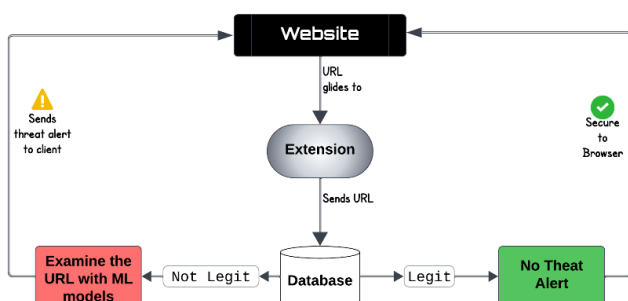 Website
URL
glides to
Sends
threat alert
to client
Secure
to
Browser
Extension
Sends URL
Examine the
URL with ML
models
Not Legit
Database
Legit
No Theat
Alert